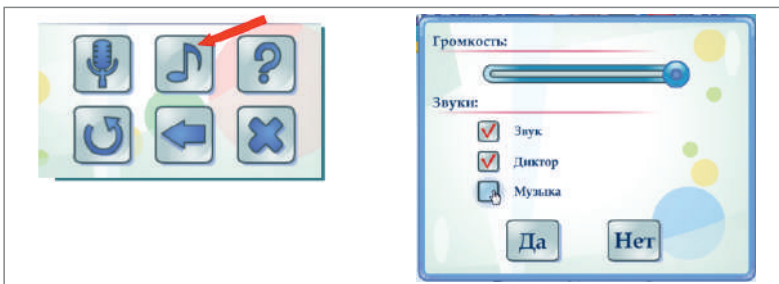 Громкость:
Звуки:
Звук
Диктор
Музыка
Да
Нет